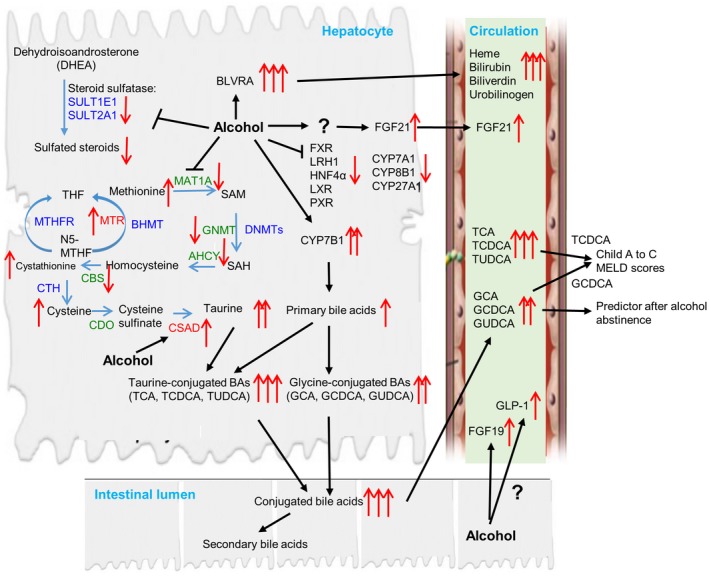 Hepatocyte
Circulation
Dehydroisoandrosterone
(DHEA)
Steroid sulfatase:
SULT1E1
SULT2A1
Sulfated steroids
BLVRA
Heme
Bilirubin
Biliverdin
Urobilinogen
Alcohol
?
FGF21
FGF21
FXR
LRH1
HNF4α
LXR
PXR
CYP7A1
CYP8B1
CYP27A1
THF
Methionine
MAT1A
SAM
MTHFR
MTR
BHMT
N5-
MTHF
GNMT
DNMTs
CYP7B1
AHCY
Cystathionine
Homocysteine
SAH
CBS
CTH
Cysteine
CDO
Cysteine
sulfinate
CSAD
Taurine
Primary bile acids
Alcohol
TCA
TCDCA
TUDCA
TCDCA
Child A to C
MELD scores
GCDCA
GCA
GCDCA
GUDCA
Predictor after alcohol
abstinence
Taurine-conjugated BAs
(TCA, TCDCA, TUDCA)
Glycine-conjugated BAs
(GCA, GCDCA, GUDCA)
GLP-1
FGF19
Intestinal lumen
Conjugated bile acids
?
Secondary bile acids
Alcohol